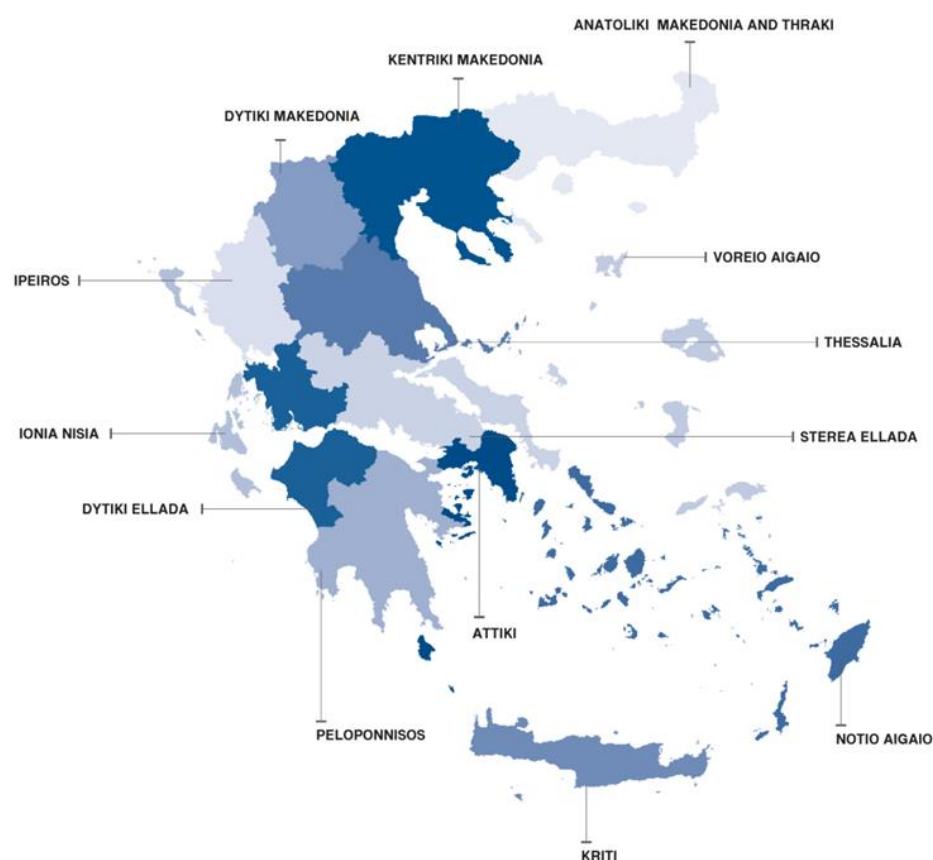 ANATOLIKI MAKEDONIA AND THRAKI
KENTRIKI MAKEDONIA
DYTIKI MAKEDONIA
VOREIO AIGAIO
IPEIROS
THESSALIA
IONIA NISIA
STEREA ELLADA
DYTIKI ELLADA
ATTIKI
PELOPONNISOS
NOTIO AIGAIO
KRITI